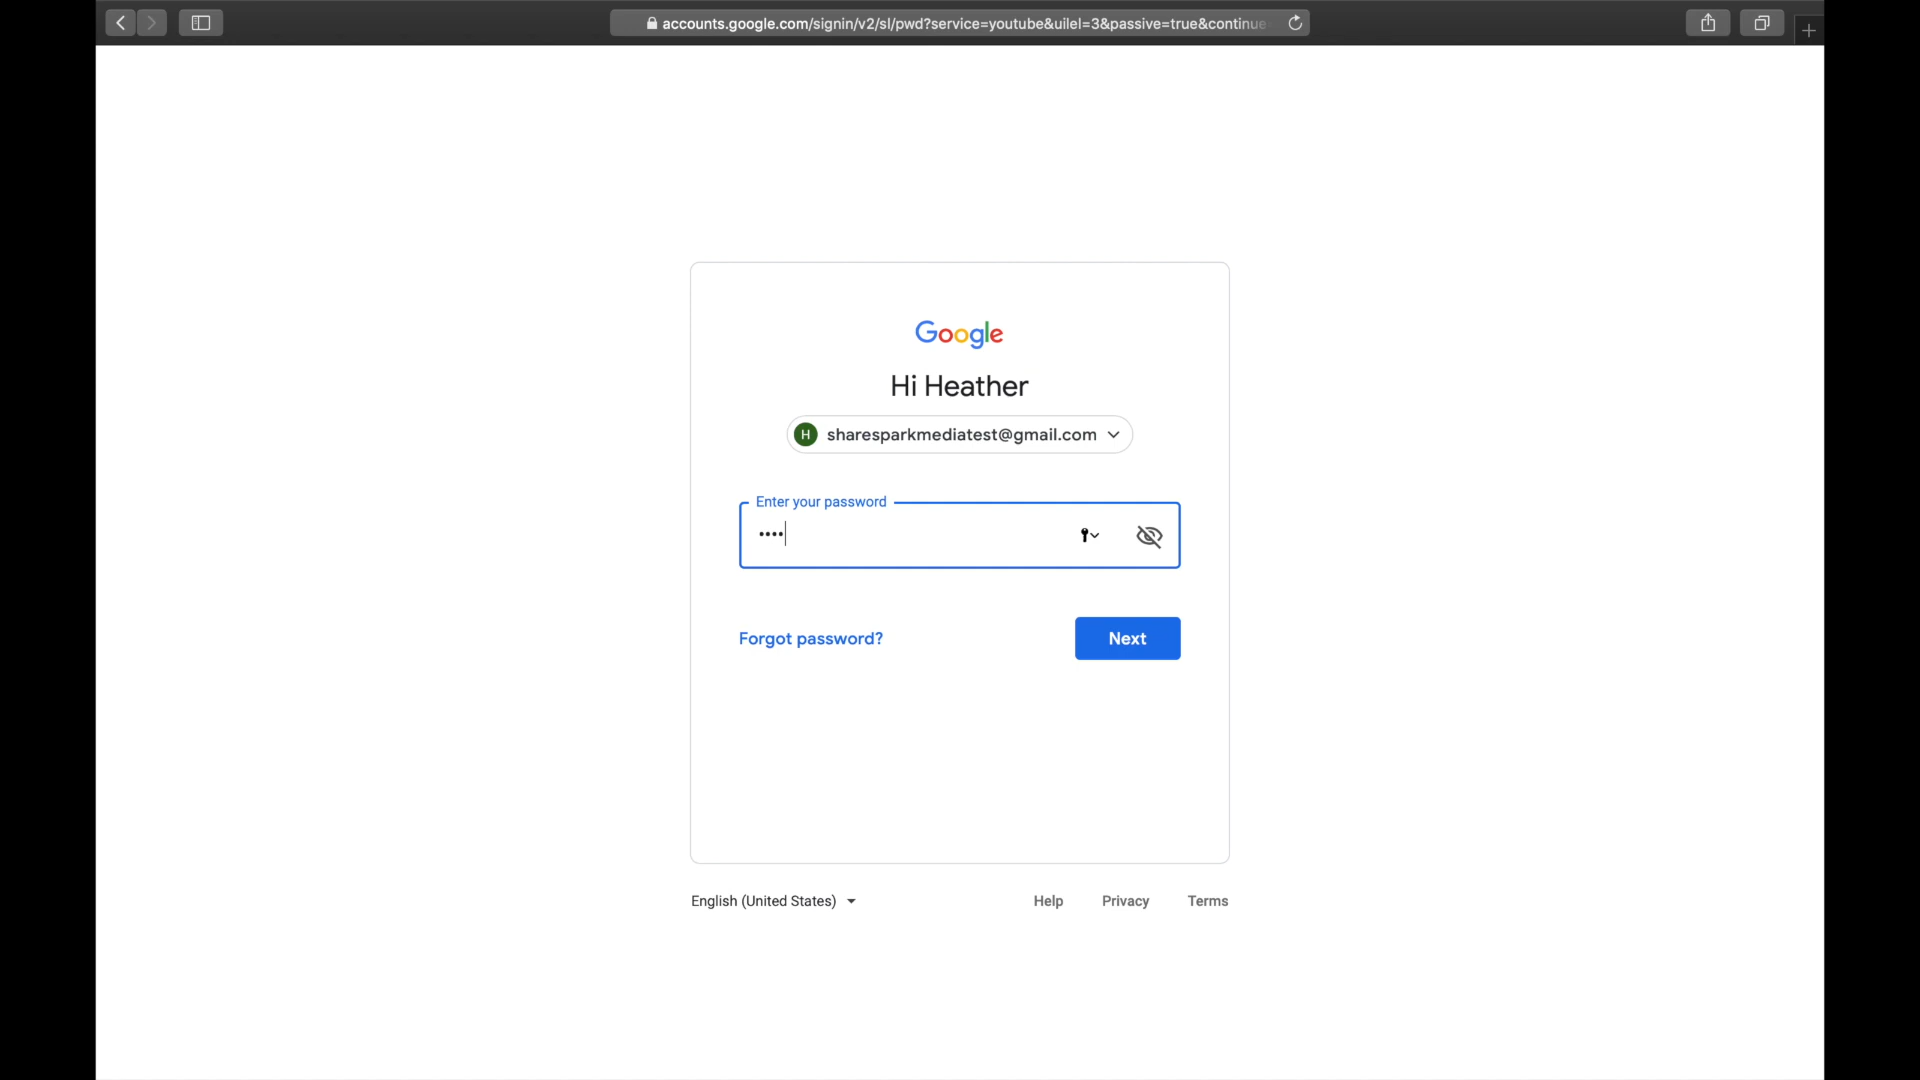 accounts.google.com/signin/v2/sl/pwd?service=youtube&uilel=3&passive=true&continue
Google
Hi Heather
H sharesparkmediatest@gmail.com
Enter your password
••••
Forgot password?
Next
English (United States)
Help Privacy Terms